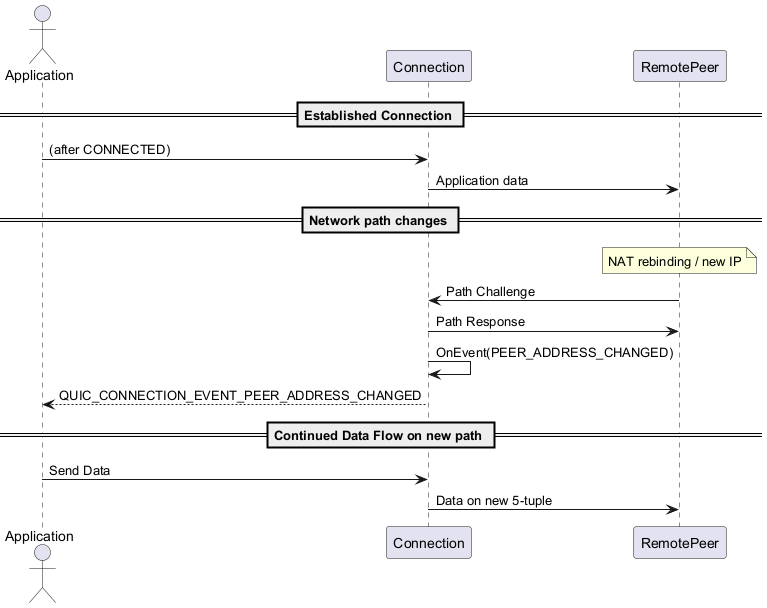 Application
Connection
RemotePeer
Established Connection
(after CONNECTED)
Application data
Network path changes
NAT rebinding / new IP
Path Challenge
Path Response
OnEvent(PEER_ADDRESS_CHANGED)
QUIC_CONNECTION_EVENT_PEER_ADDRESS_CHANGED
Continued Data Flow on new path
Send Data
Data on new 5-tuple
Application
Connection
RemotePeer